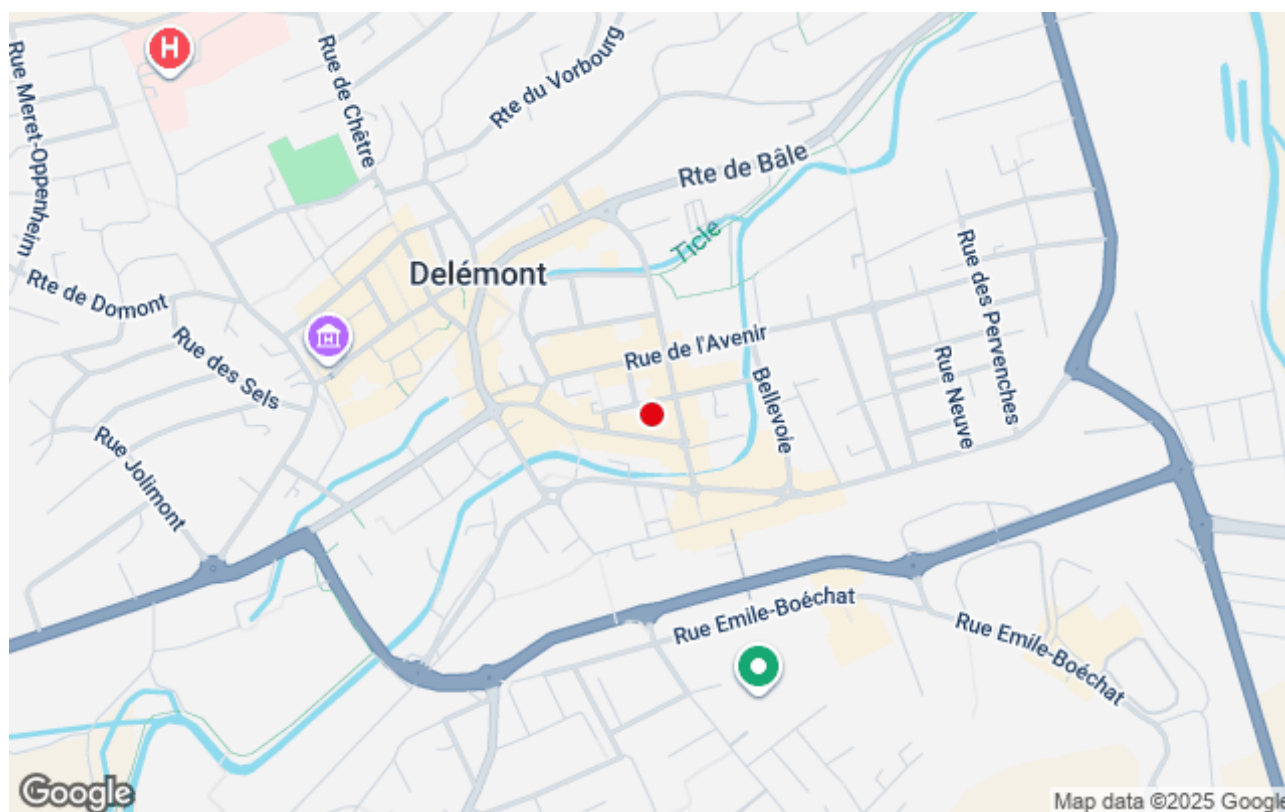 H
Rue Meret-Oppenheim
Rue de Chêtre
Rte du Vorbourg
Rte de Bâle
Ticle
Delémont
Rte de Domont
Rue des Sels
Rue Jolimont
Rue de l'Avenir
Bellevoie
Rue Neuve
Rue des Pervenches
Rue Emile-Boéchat
Rue Emile-Boéchat
Google
Map data ©2025 Google